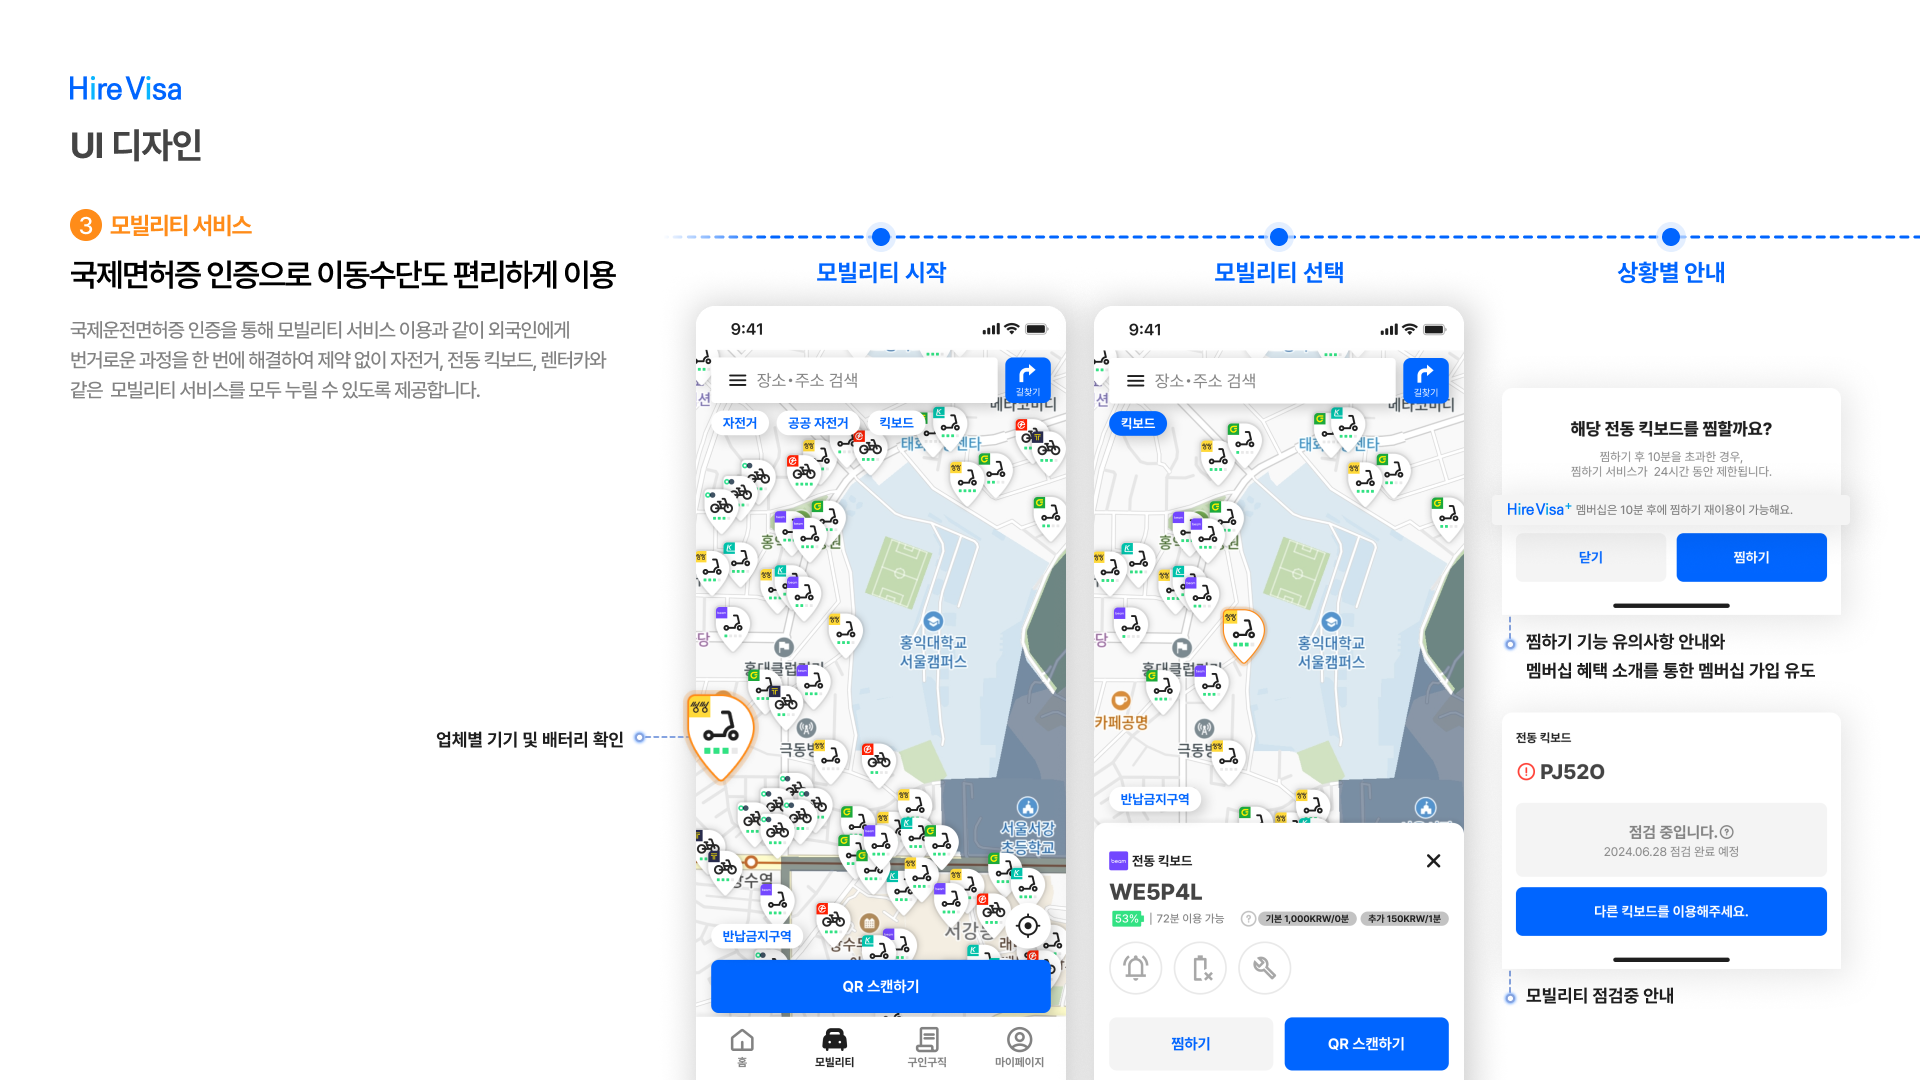 Hire Visa
UI 디자인
3 모빌리티 서비스
국제면허증 인증으로 이동수단도 편리하게 이용
국제운전면허증 인증을 통해 모빌리티 서비스 이용과 같이 외국인에게
번거로운 과정을 한 번에 해결하여 제약 없이 자전거, 전동 킥보드, 렌터카와
같은 모빌리티 서비스를 모두 누릴 수 있도록 제공합니다.
업체별 기기 및 배터리 확인
모빌리티 시작
9:41
장소•주소 검색
길찾기
자전거
공공 자전거
킥보드
홍익대학교
서울캠퍼스
씽씽
서울서강
초등학교
반납금지구역
QR 스캔하기
홈
모빌리티
구인구직
마이페이지
모빌리티 선택
9:41
장소•주소 검색
길찾기
킥보드
홍익대학교
서울캠퍼스
카페공명
반납금지구역
beam 전동 킥보드
WE5P4L
53% | 72분 이용 가능
기본 1,000KRW/0분
추가 150KRW/1분
찜하기
QR 스캔하기
상황별 안내
해당 전동 킥보드를 찜할까요?
찜하기 후 10분을 초과한 경우,
찜하기 서비스가 24시간 동안 제한됩니다.
Hire Visa+ 멤버십은 10분 후에 찜하기 재이용이 가능해요.
닫기
찜하기
찜하기 기능 유의사항 안내와
멤버십 혜택 소개를 통한 멤버십 가입 유도
전동 킥보드
PJ52O
점검 중입니다.
2024.06.28 점검 완료 예정
다른 킥보드를 이용해주세요.
모빌리티 점검중 안내